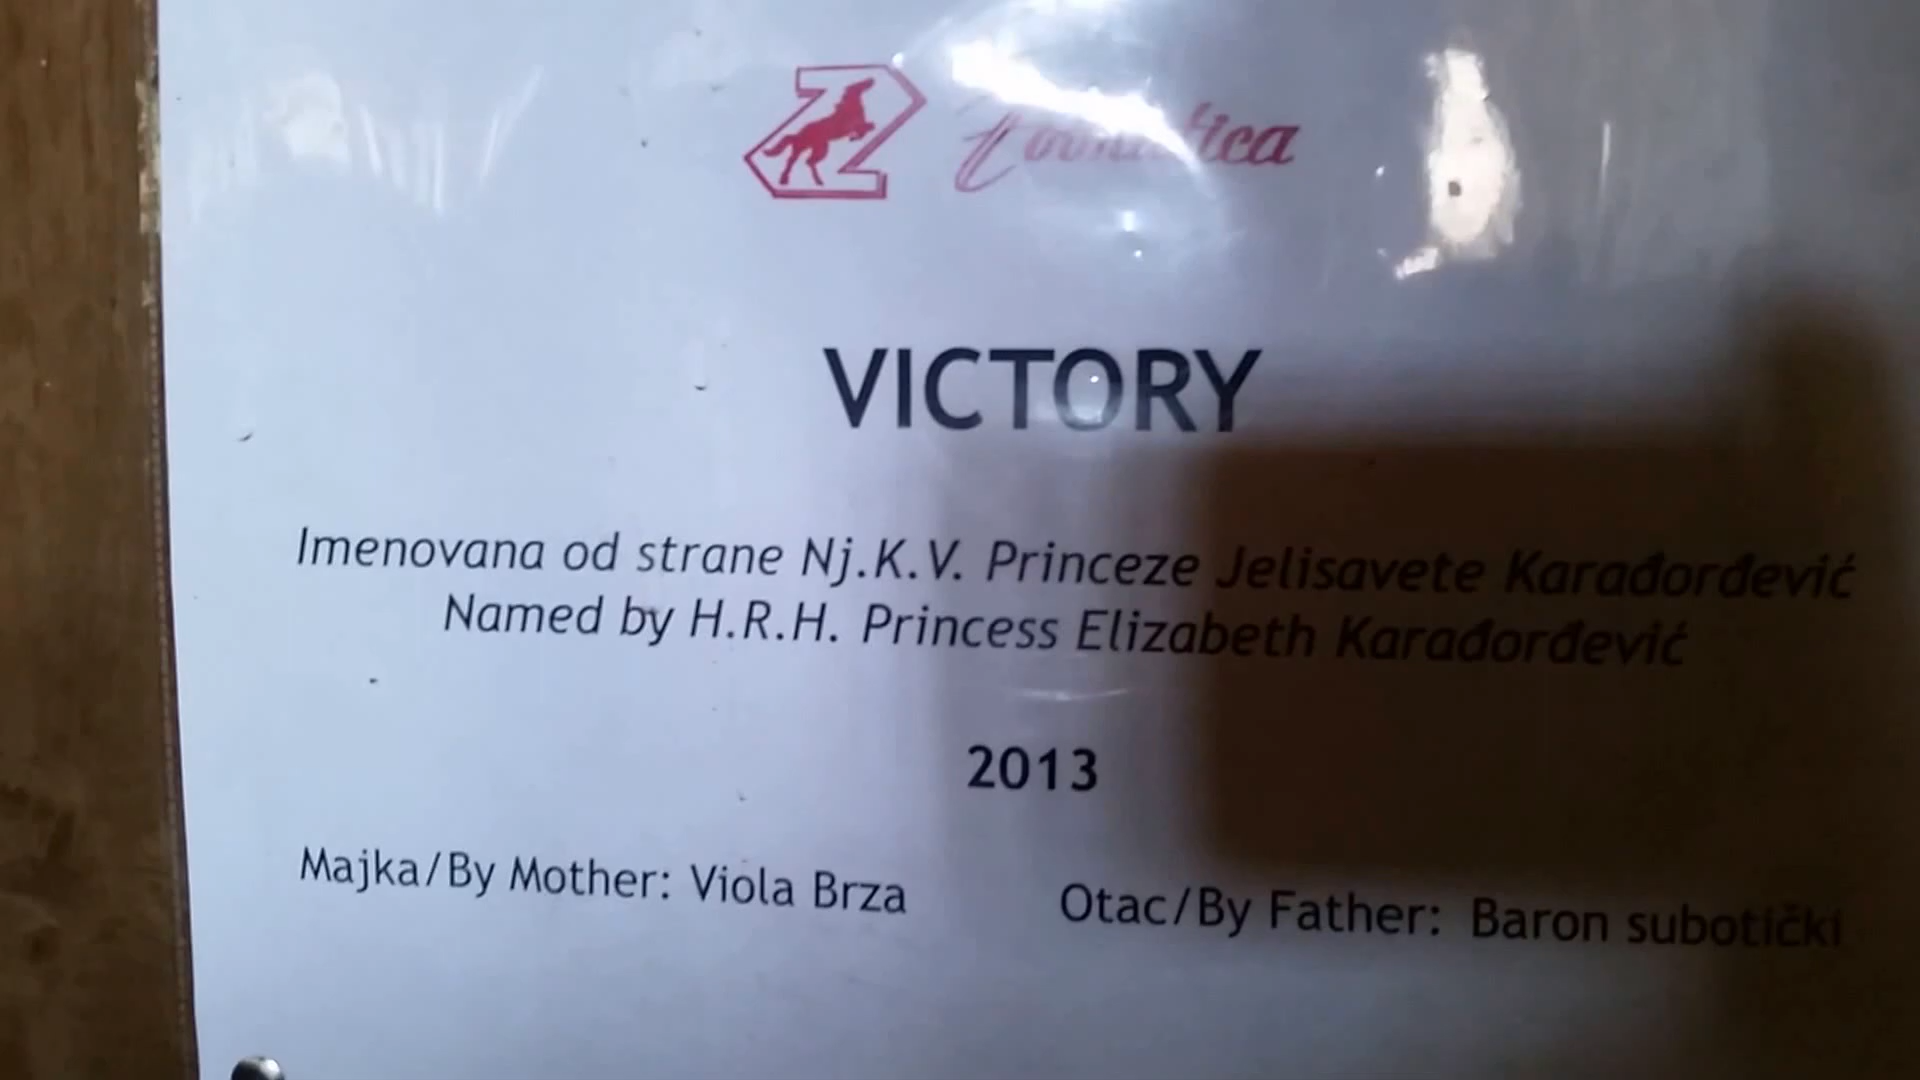 VICTORY
Imenovana od strane Nj.K.V. Princeze Jelisavete Karađorđević
Named by H.R.H. Princess Elizabeth Karađorđević
2013
Majka/By Mother: Viola Brza
Otac/By Father: Baron subotički